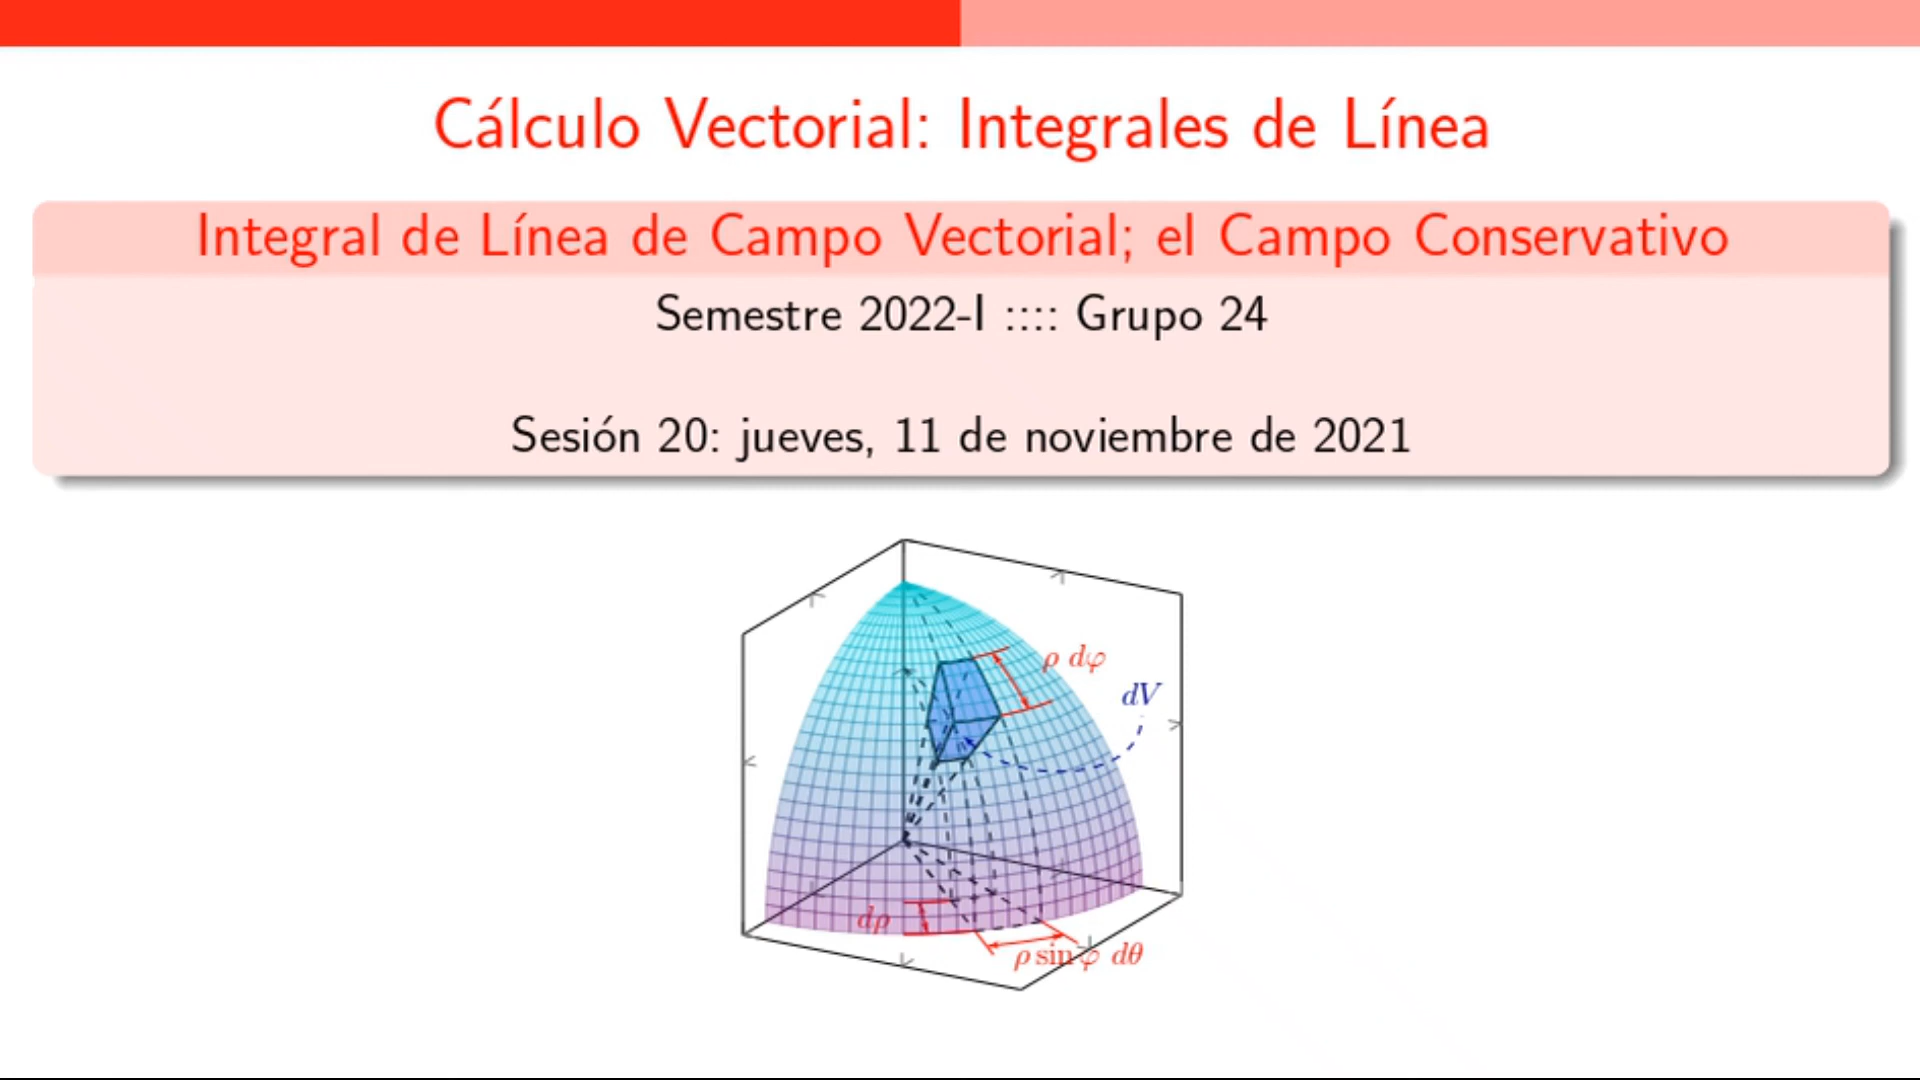 Cálculo Vectorial: Integrales de Línea
Integral de Línea de Campo Vectorial; el Campo Conservativo
Semestre 2022-I :::: Grupo 24
Sesión 20: jueves, 11 de noviembre de 2021
ρ dφ
dV
dρ
ρ sin φ dθ